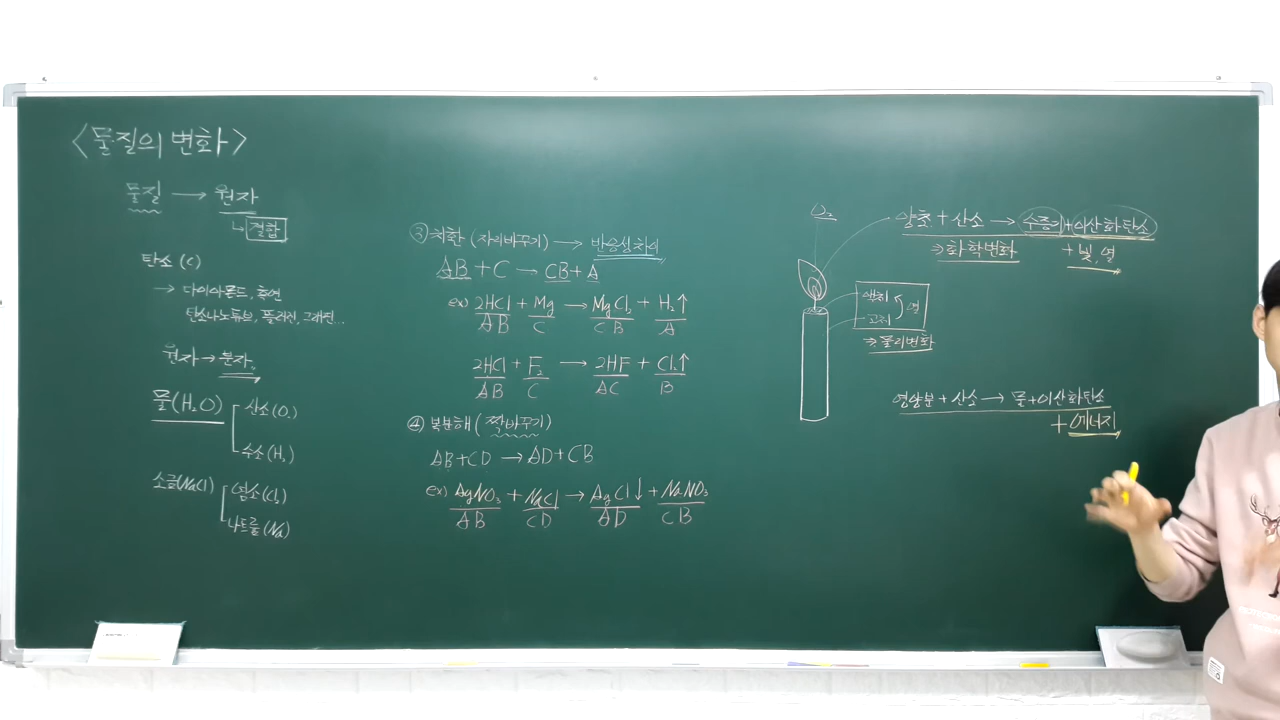 <물질의 변화>
물질 → 원자
↳ 결합
탄소 (C)
→ 다이아몬드, 흑연
탄소나노튜브, 풀러렌, 그래핀..
원자 → 분자.
물(H₂O) 산소(O₂)
수소(H₂)
소금(NaCl) 염소(Cl₂)
나트륨(Na)
③ 치환 (자리바꾸기) → 반응성차이
AB + C → CB + A
ex) 2HCl + Mg → MgCl₂ + H₂↑
AB C CB A
2HCl + F₂ → 2HF + Cl₂↑
AB C AC B
④ 복분해 (짝바꾸기)
AB + CD → AD + CB
ex) AgNO₃ + NaCl → AgCl↓ + NaNO₃
AB CD AD CB
O₂
양초 + 산소 → 수증기 + 이산화탄소
⇒ 화학변화 + 빛, 열
액체
고체
열
⇒ 물리변화
영양분 + 산소 → 물 + 이산화탄소
+ 에너지